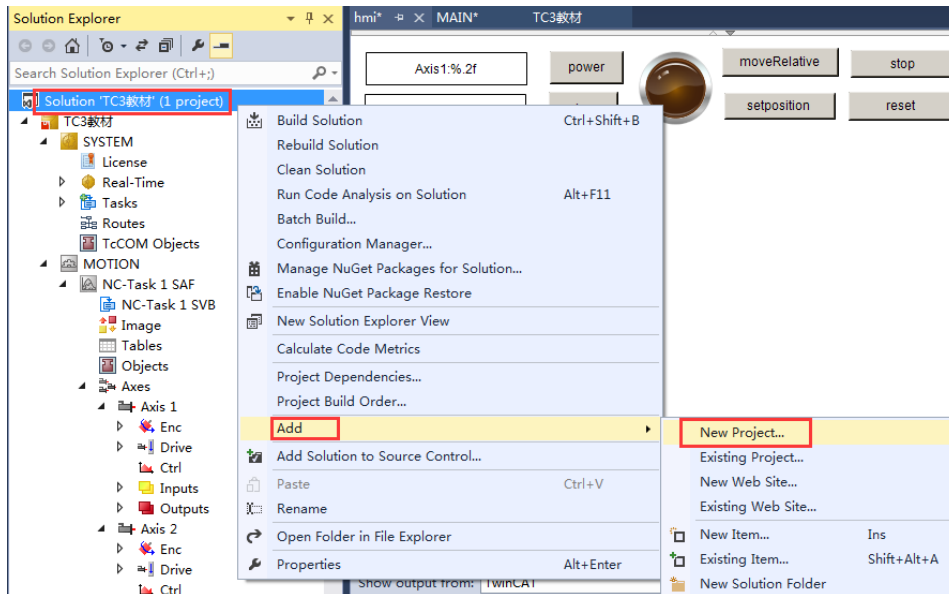 Solution Explorer
hmi* MAIN* TC3教材
Search Solution Explorer (Ctrl+;)
Axis1:%.2f
power
moveRelative
stop
setposition
reset
Solution 'TC3教材' (1 project)
TC3教材
SYSTEM
License
Real-Time
Tasks
Routes
TcCOM Objects
MOTION
NC-Task 1 SAF
NC-Task 1 SVB
Image
Tables
Objects
Axes
Axis 1
Enc
Drive
Ctrl
Inputs
Outputs
Axis 2
Enc
Drive
Ctrl
Build Solution Ctrl+Shift+B
Rebuild Solution
Clean Solution
Run Code Analysis on Solution Alt+F11
Batch Build...
Configuration Manager...
Manage NuGet Packages for Solution...
Enable NuGet Package Restore
New Solution Explorer View
Calculate Code Metrics
Project Dependencies...
Project Build Order...
Add
Add Solution to Source Control...
Paste Ctrl+V
Rename
Open Folder in File Explorer
Properties Alt+Enter
New Project...
Existing Project...
New Web Site...
Existing Web Site...
New Item... Ins
Existing Item... Shift+Alt+A
New Solution Folder
Show output from: TwinCAT